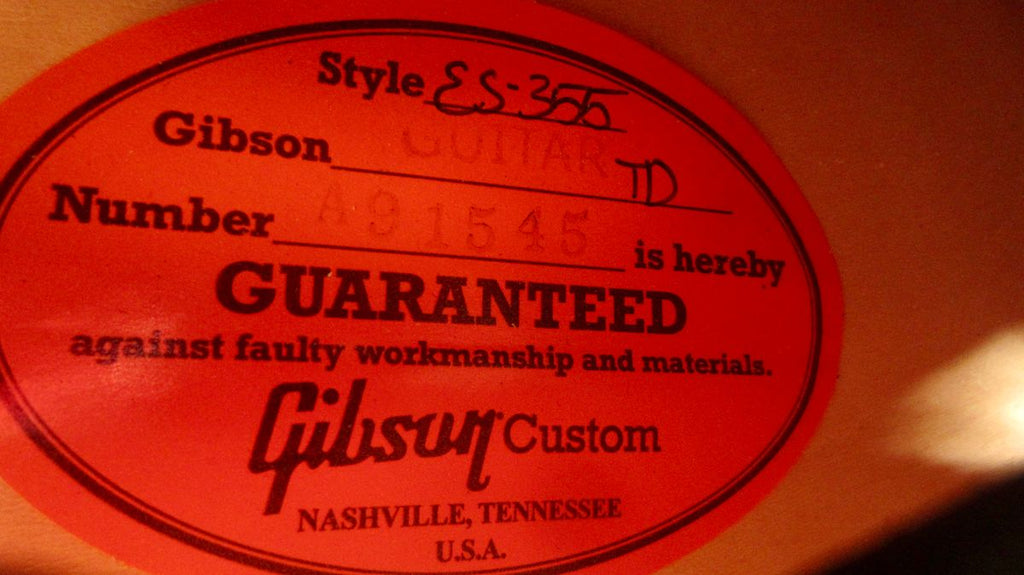 Style ES-355
Gibson GUITAR TD
Number A91545 is hereby
GUARANTEED
against faulty workmanship and materials.
Gibson Custom
NASHVILLE, TENNESSEE
U.S.A.